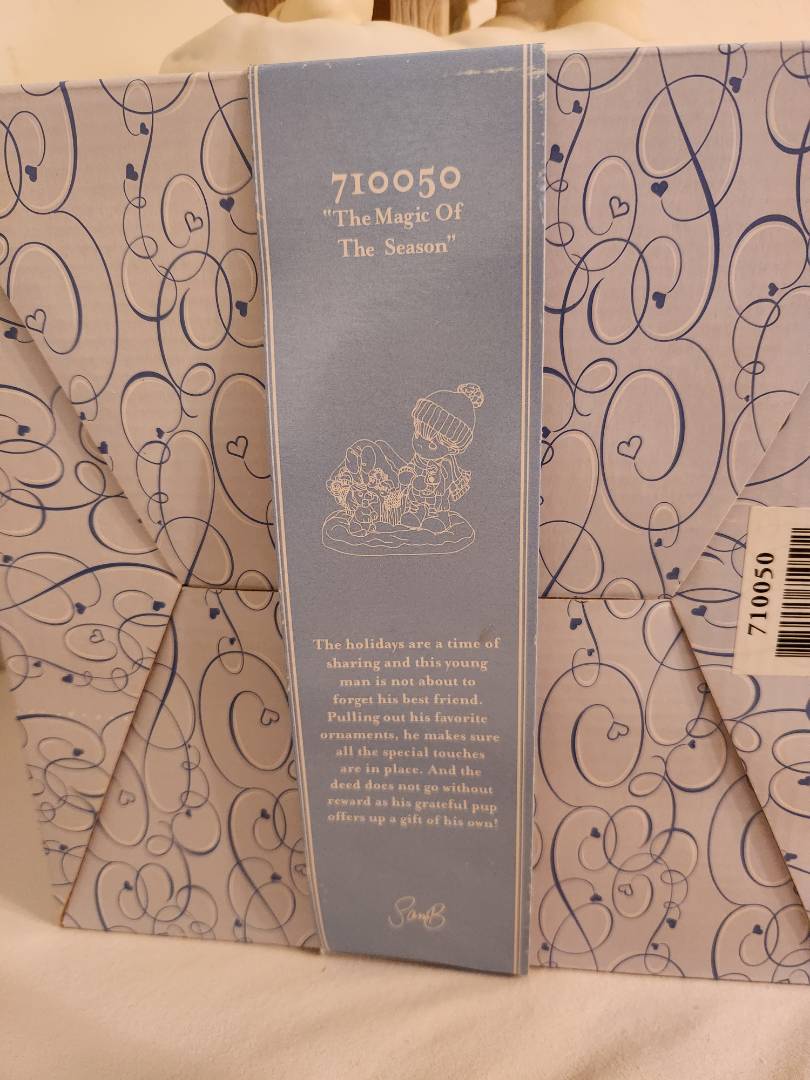 710050
"The Magic Of
The Season"
The holidays are a time of
sharing and this young
man is not about to
forget his best friend.
Pulling out his favorite
ornaments, he makes sure
all the special touches
are in place. And the
deed does not go without
reward as his grateful pup
offers up a gift of his own!
SamB
710050